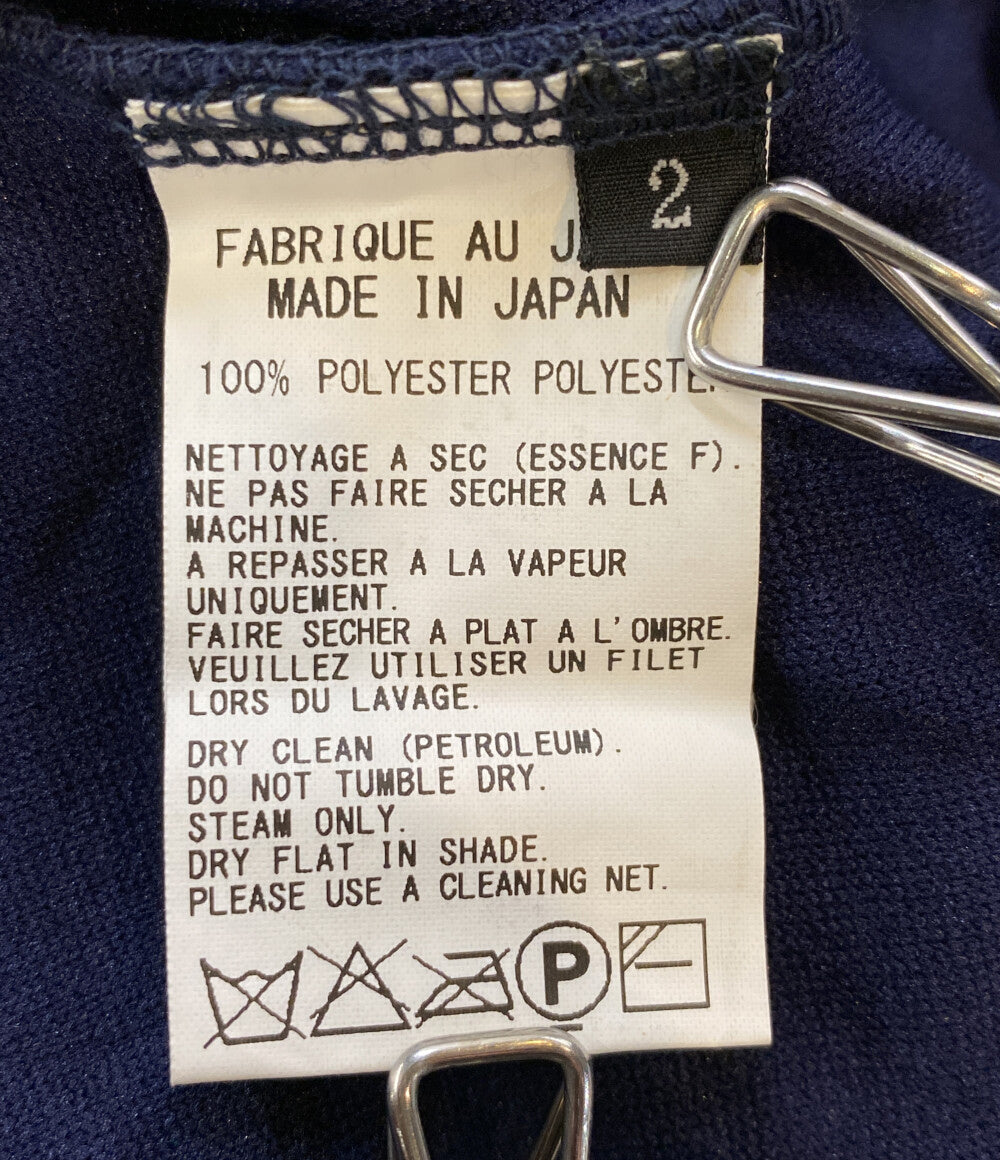 2
FABRIQUE AU
MADE IN JAPAN
100% POLYESTER
NETTOYAGE A SEC (ESSENCE F).
NE PAS FAIRE SECHER A LA
MACHINE.
A REPASSER A LA VAPEUR
UNIQUEMENT.
FAIRE SECHER A PLAT A L'OMBRE.
VEUILLEZ UTILISER UN FILET
LORS DU LAVAGE.
DRY CLEAN (PETROLEUM).
DO NOT TUMBLE DRY.
STEAM ONLY.
DRY FLAT IN SHADE.
PLEASE USE A CLEANING NET.
P